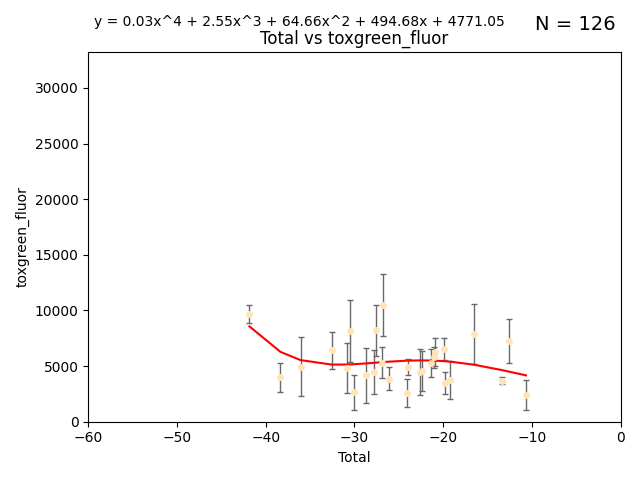 y = 0.03x^4 + 2.55x^3 + 64.66x^2 + 494.68x + 4771.05
N = 126
Total vs toxgreen_fluor
30000
25000
20000
15000
10000
5000
0
toxgreen_fluor
−60
−50
−40
−30
−20
−10
0
Total